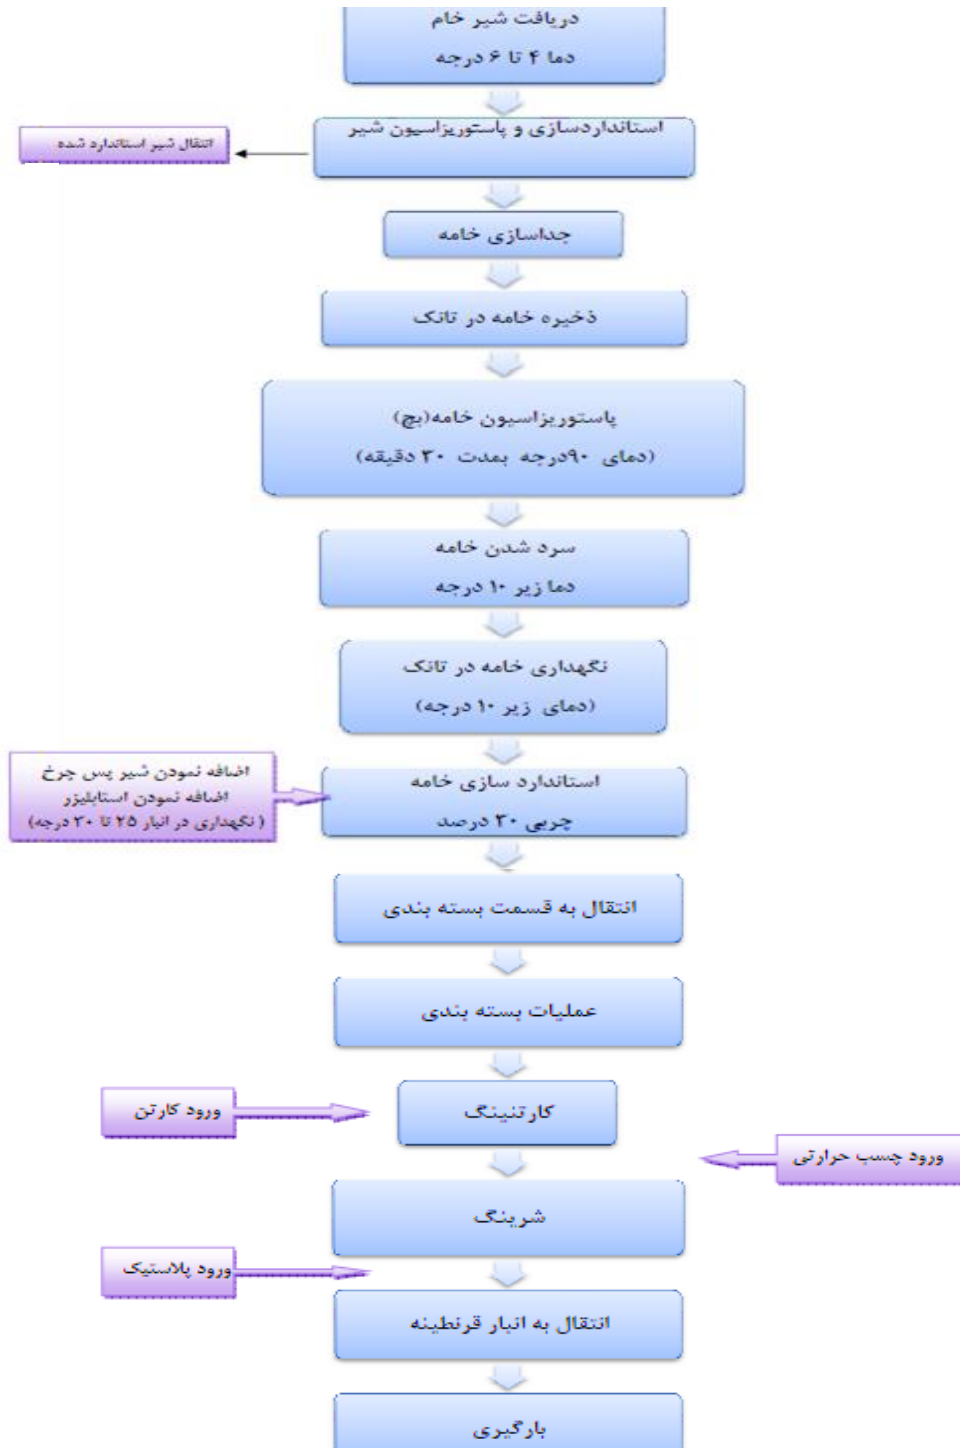 دریافت شیر خام
دما ۴ تا ۶ درجه
استانداردسازی و پاستوریزاسیون شیر
انتقال شیر استاندارد شده
جداسازی خامه
ذخیره خامه در تانک
پاستوریزاسیون خامه(بچ)
(دمای ۹۰درجه بمدت ۳۰ دقیقه)
سرد شدن خامه
دما زیر ۱۰ درجه
نگهداری خامه در تانک
(دمای زیر ۱۰ درجه)
استاندارد سازی خامه
چربی ۳۰ درصد
اضافه نمودن شیر پس چرخ
اضافه نمودن استابلیزر
(نگهداری در انبار ۲۵ تا ۳۰ درجه)
انتقال به قسمت بسته بندی
عملیات بسته بندی
کارتنینگ
ورود کارتن
ورود چسب حرارتی
شرینگ
ورود پلاستیک
انتقال به انبار قرنطینه
بارگیری